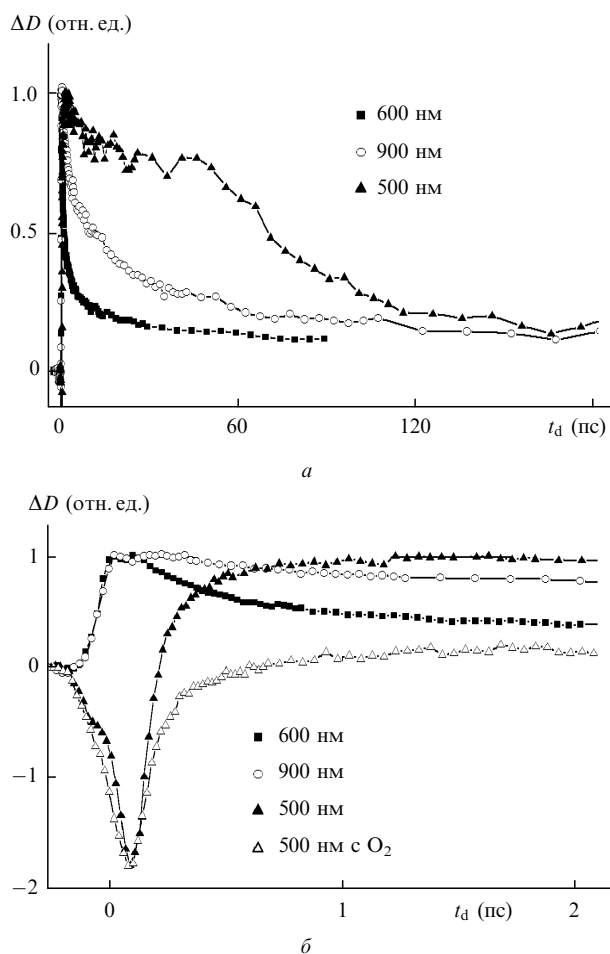 ΔD (отн. ед.)
1.0
0.5
0
600 нм
900 нм
500 нм
0
60
120
t_d (пс)
а
ΔD (отн. ед.)
1
0
−1
−2
600 нм
900 нм
500 нм
500 нм с O₂
0
1
t_d (пс)
2
б